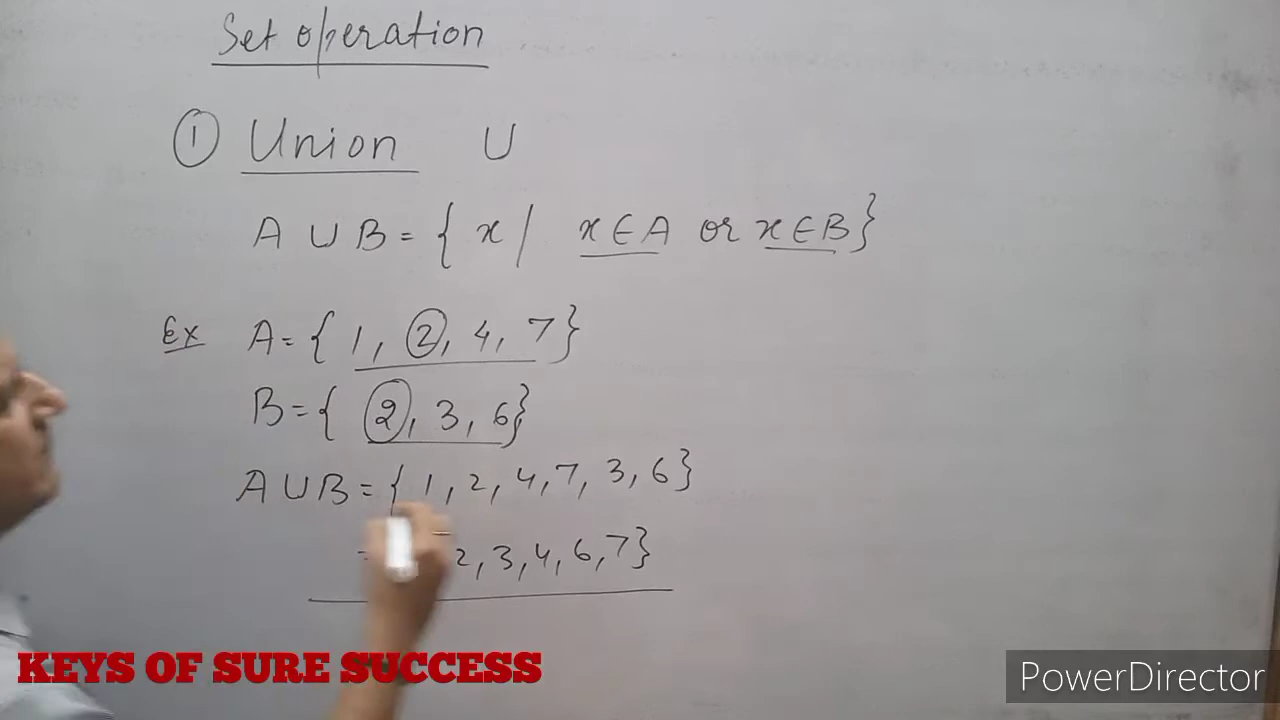 Set operation
① Union U
A ∪ B = { x / x ∈ A or x ∈ B }
Ex A = { 1, 2, 4, 7 }
B = { 2, 3, 6 }
A ∪ B = { 1, 2, 4, 7, 3, 6 }
2, 3, 4, 6, 7 }
KEYS OF SURE SUCCESS
PowerDirector